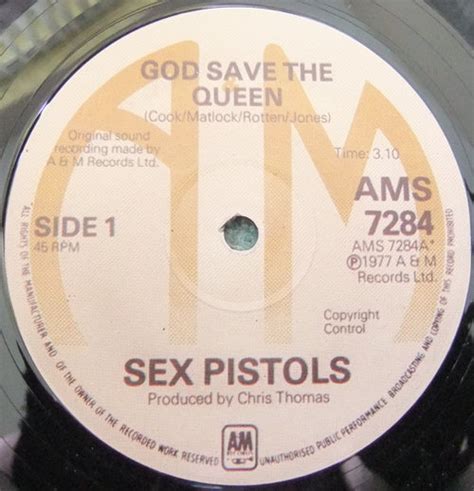 GOD SAVE THE
QUEEN
(Cook/Matlock/Rotten/Jones)
Original sound
recording made by
A & M Records Ltd.
Time: 3.10
SIDE 1
45 RPM
AMS
7284
AMS 7284A*
Ⓟ1977 A & M
Records Ltd.
Copyright
Control
SEX PISTOLS
Produced by Chris Thomas
AM
ALL RIGHTS OF THE MANUFACTURER AND OF THE OWNER OF THE RECORDED WORK RESERVED
UNAUTHORISED PUBLIC PERFORMANCE, BROADCASTING AND COPYING OF THIS RECORD PROHIBITED